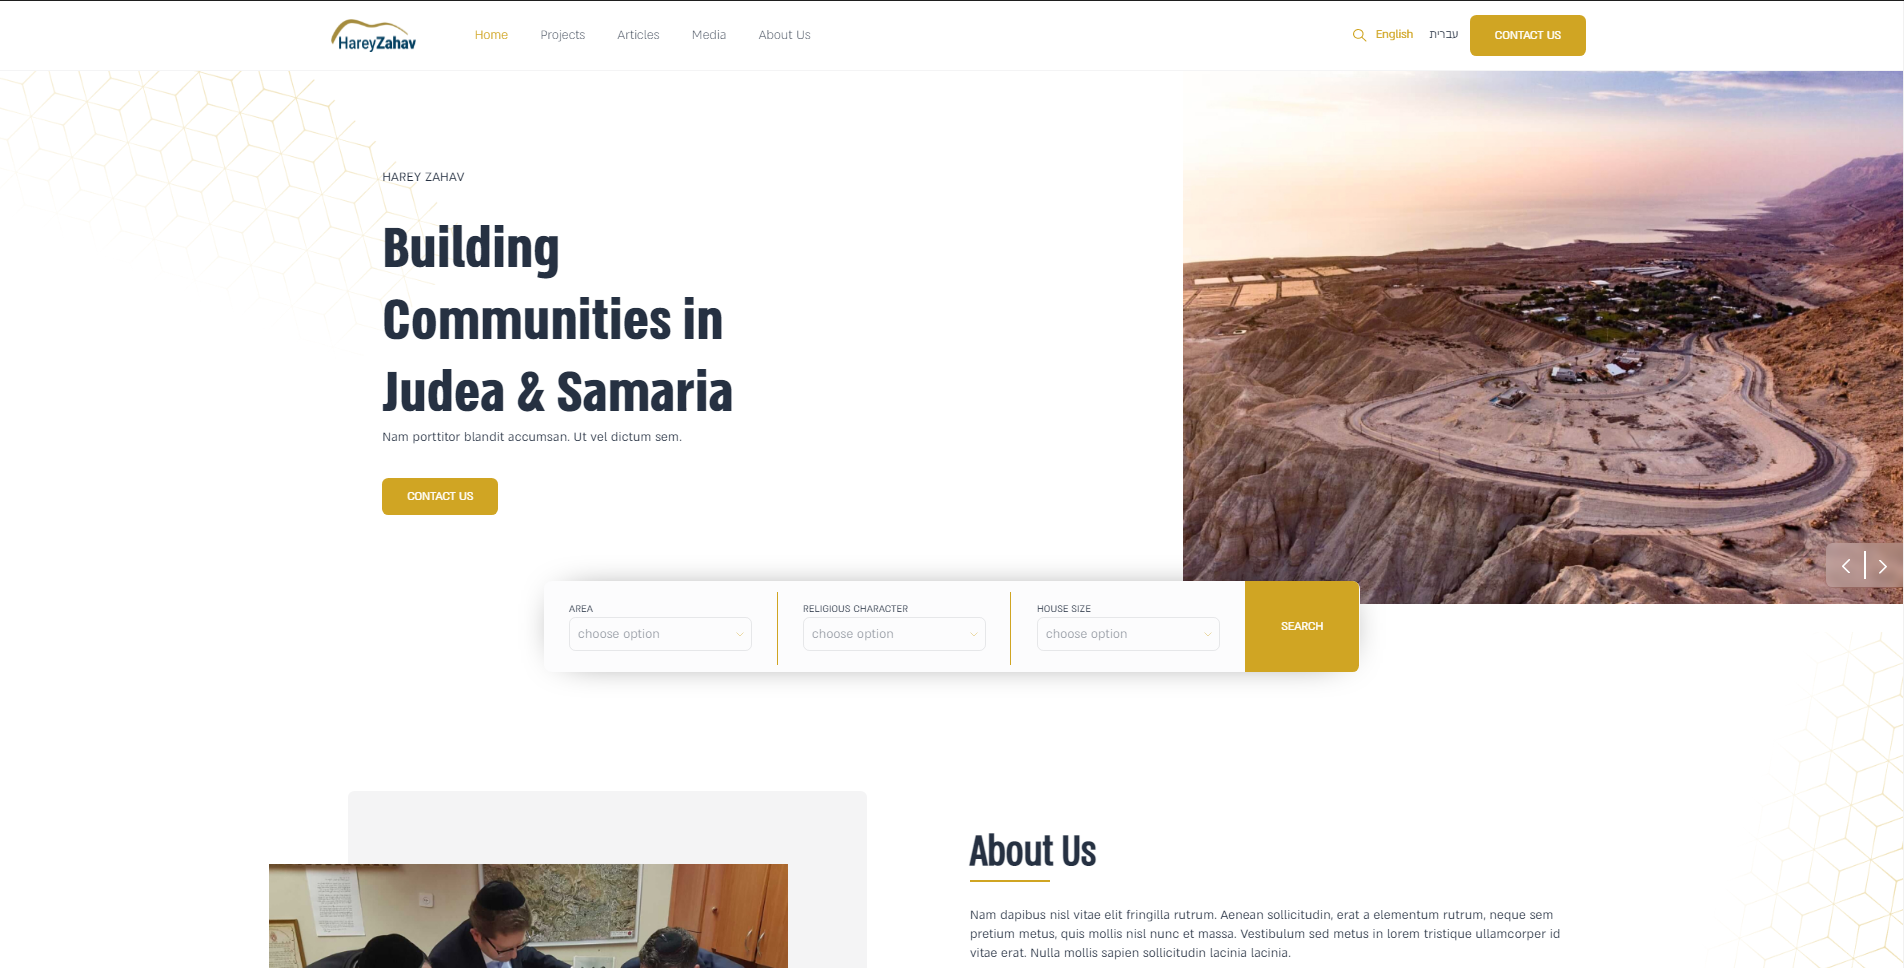 HareyZahav
Home
Projects
Articles
Media
About Us
English
עברית
CONTACT US
HAREY ZAHAV
Building
Communities in
Judea & Samaria
Nam porttitor blandit accumsan. Ut vel dictum sem.
CONTACT US
AREA
choose option
RELIGIOUS CHARACTER
choose option
HOUSE SIZE
choose option
SEARCH
About Us
Nam dapibus nisl vitae elit fringilla rutrum. Aenean sollicitudin, erat a elementum rutrum, neque sem
pretium metus, quis mollis nisl nunc et massa. Vestibulum sed metus in lorem tristique ullamcorper id
vitae erat. Nulla mollis sapien sollicitudin lacinia lacinia.